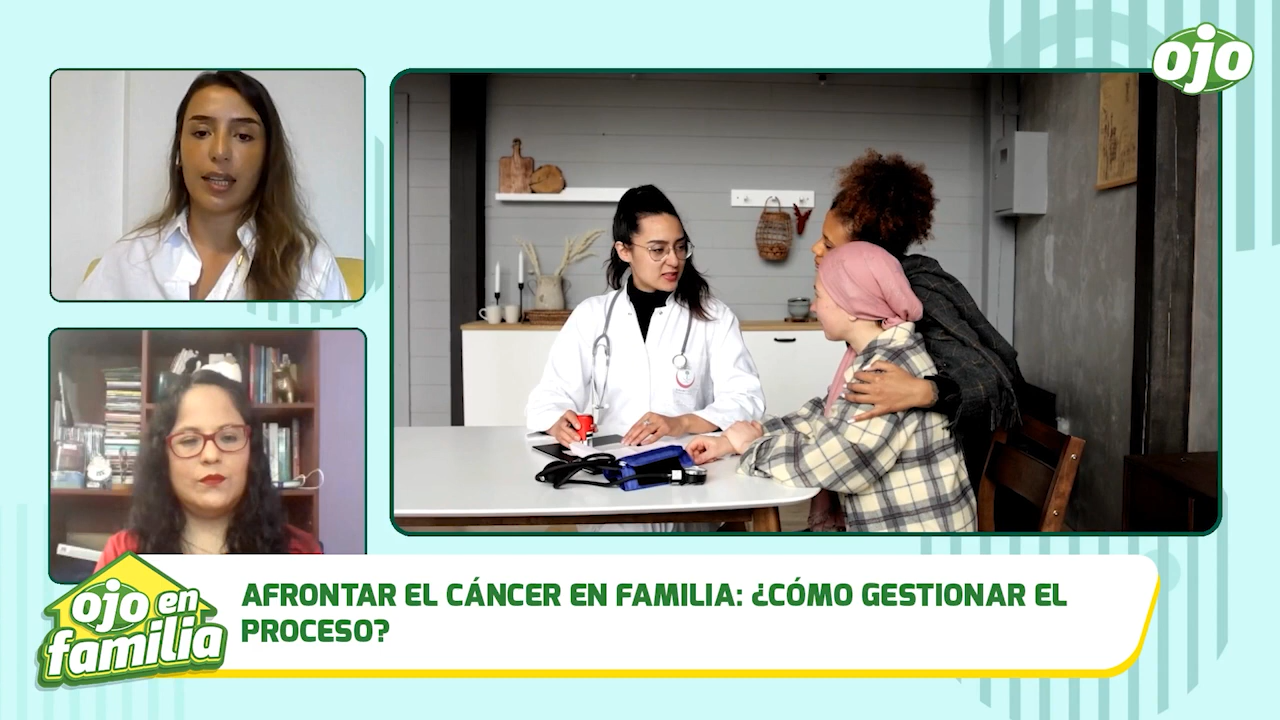 ojo
AFRONTAR EL CÁNCER EN FAMILIA: ¿CÓMO GESTIONAR EL
PROCESO?
ojo en
familia